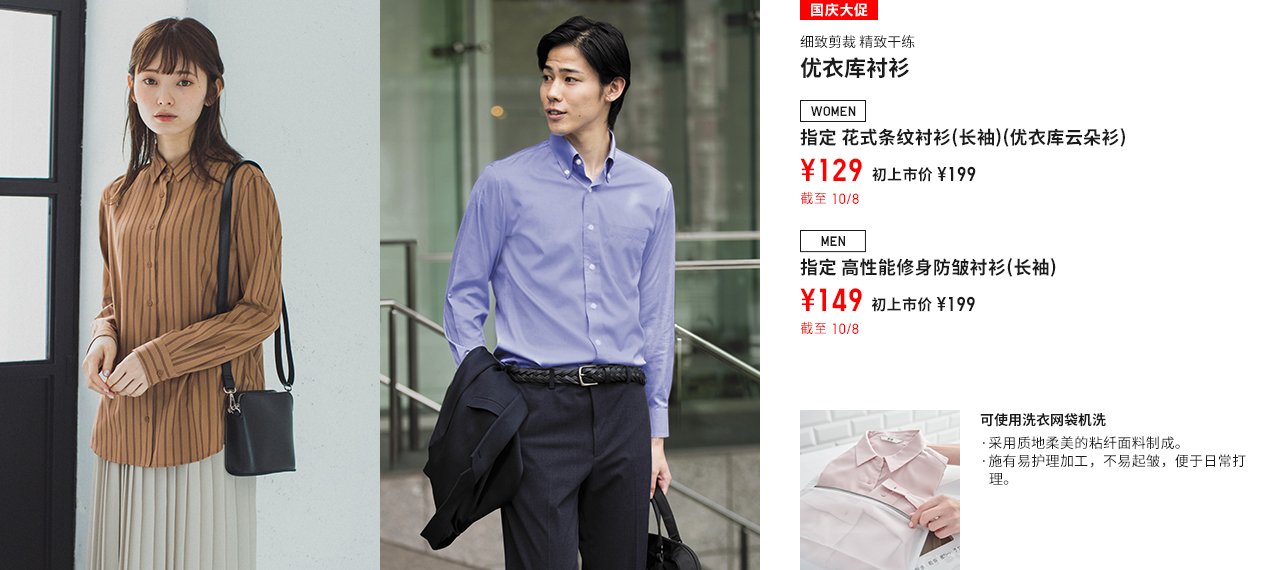 国庆大促
细致剪裁 精致干练
优衣库衬衫
WOMEN
指定 花式条纹衬衫(长袖)(优衣库云朵衫)
¥129 初上市价 ¥199
截至 10/8
MEN
指定 高性能修身防皱衬衫(长袖)
¥149 初上市价 ¥199
截至 10/8
可使用洗衣网袋机洗
·采用质地柔美的粘纤面料制成。
·施有易护理加工，不易起皱，便于日常打
理。